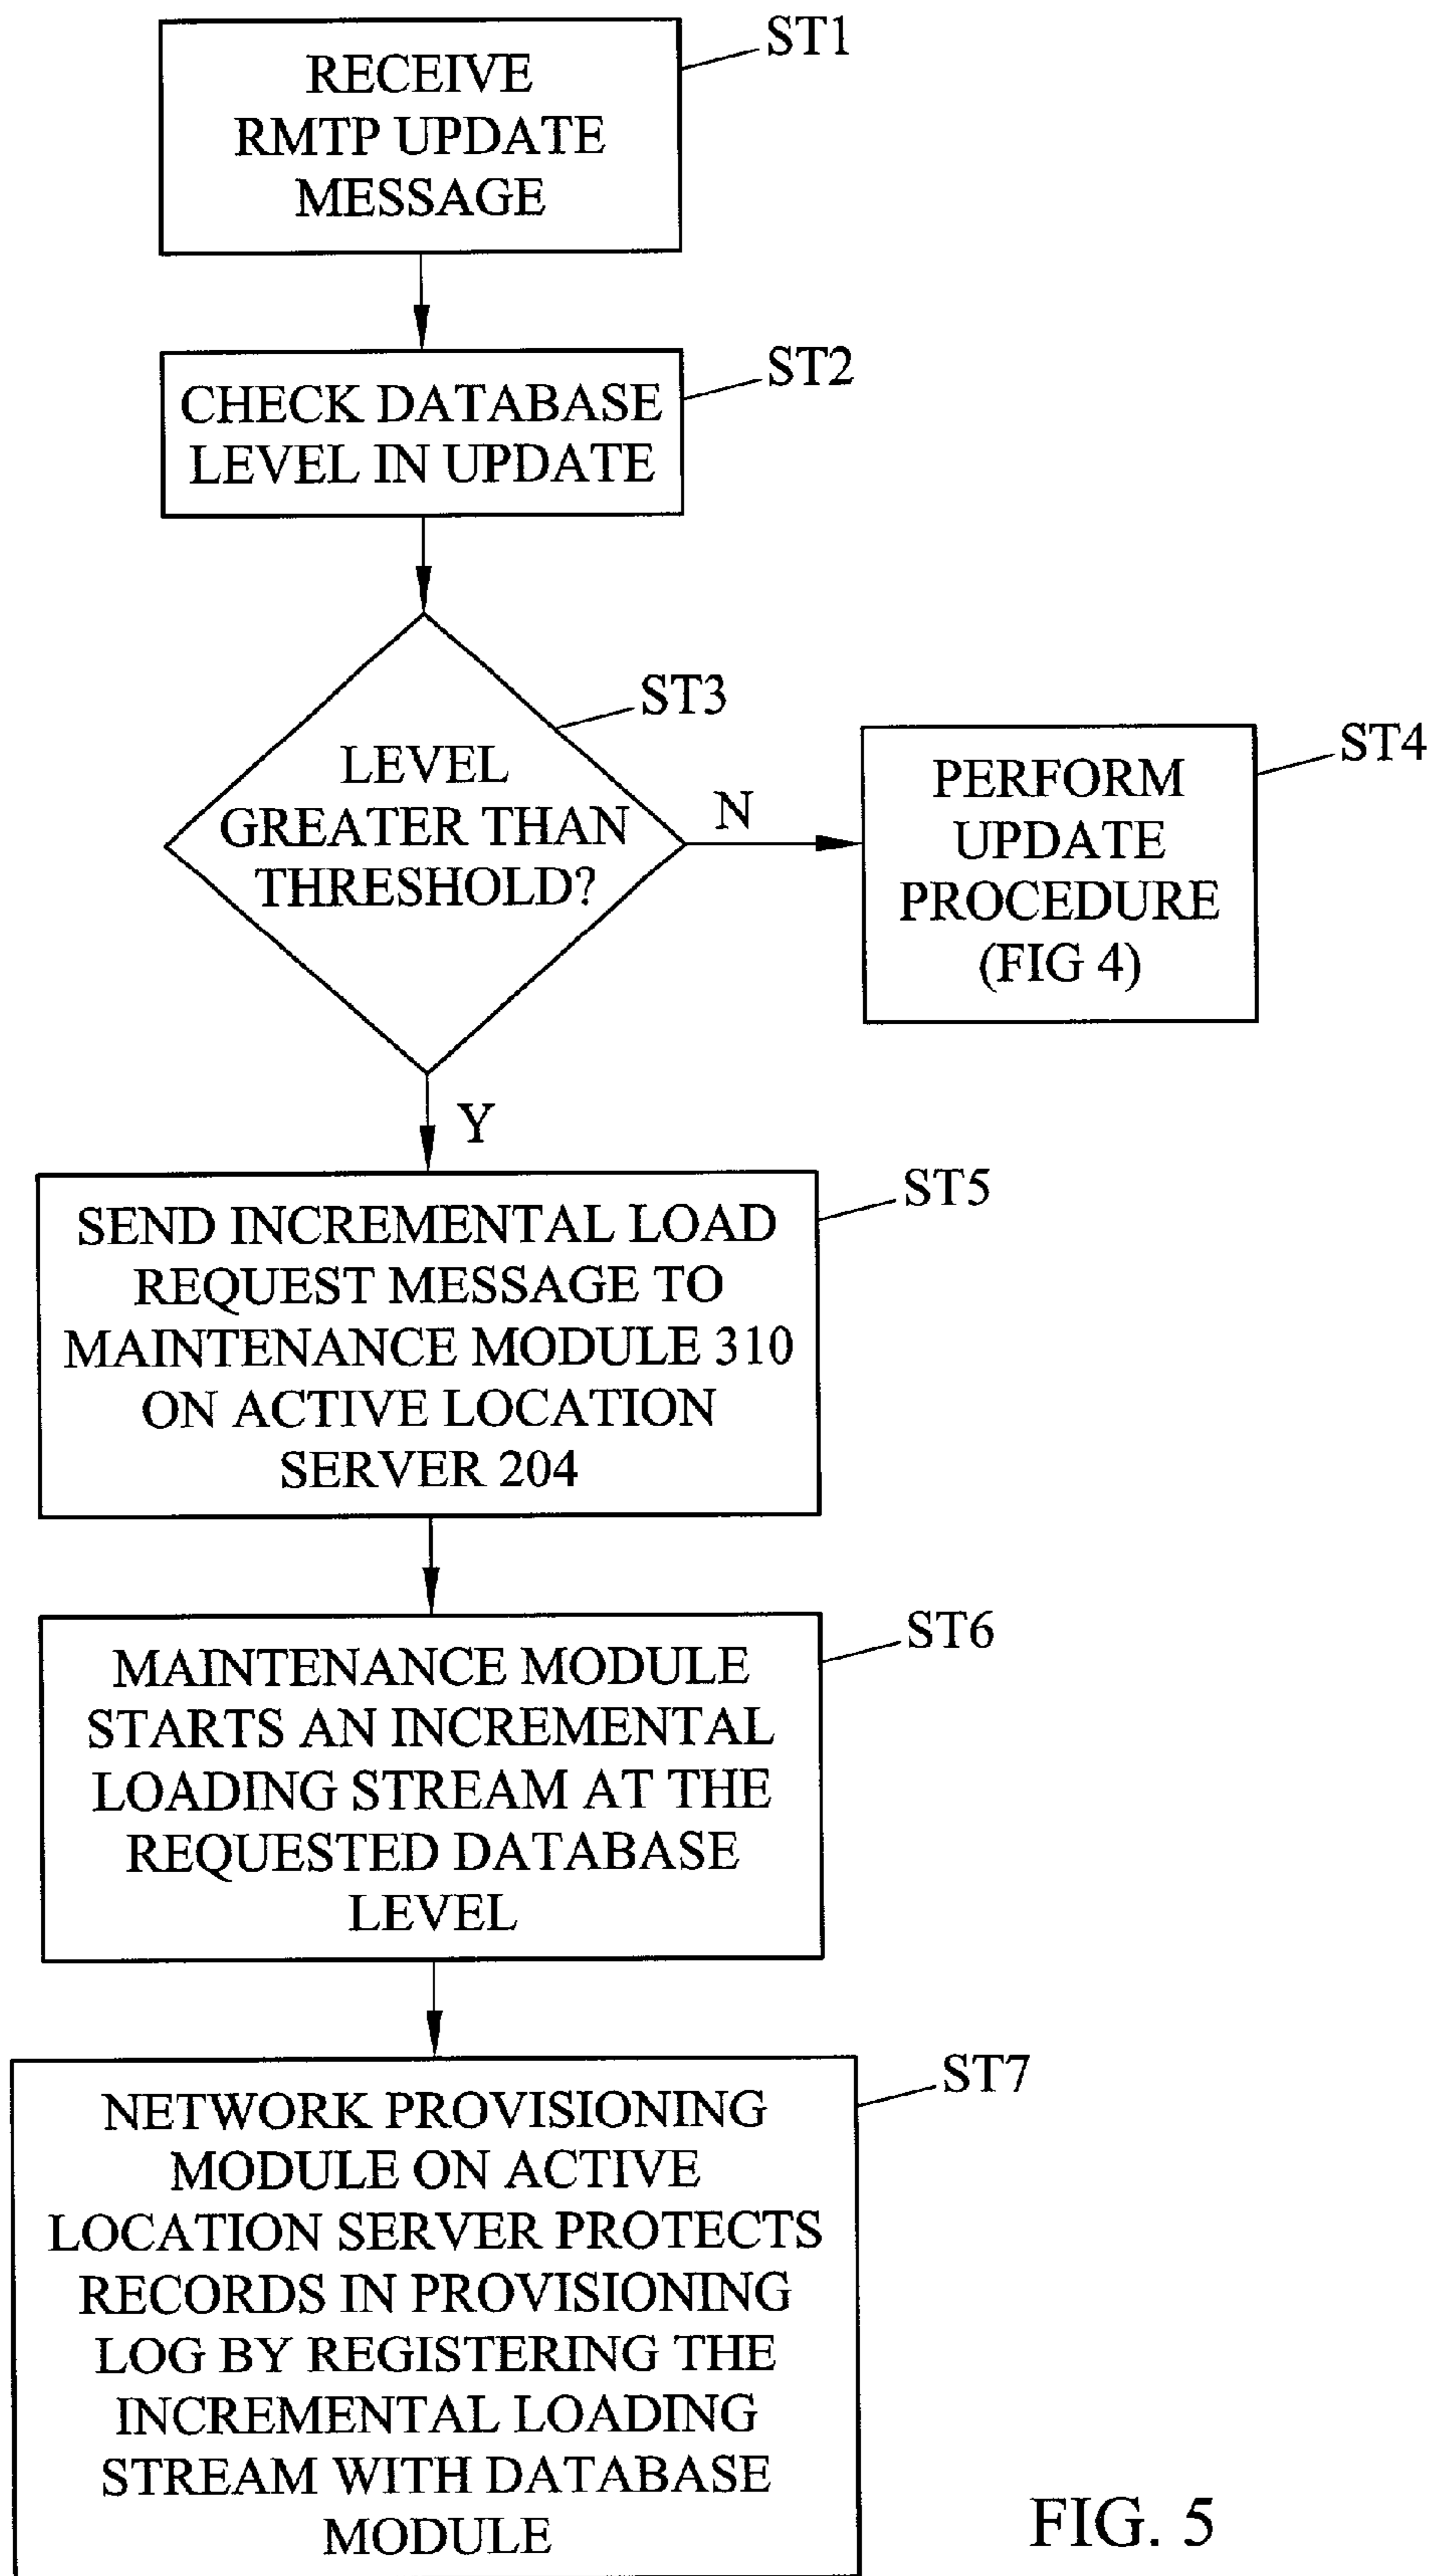 RECEIVE
RMTP UPDATE
MESSAGE
ST1
CHECK DATABASE
LEVEL IN UPDATE
ST2
LEVEL
GREATER THAN
THRESHOLD?
ST3
N
PERFORM
UPDATE
PROCEDURE
(FIG 4)
ST4
Y
SEND INCREMENTAL LOAD
REQUEST MESSAGE TO
MAINTENANCE MODULE 310
ON ACTIVE LOCATION
SERVER 204
ST5
MAINTENANCE MODULE
STARTS AN INCREMENTAL
LOADING STREAM AT THE
REQUESTED DATABASE
LEVEL
ST6
NETWORK PROVISIONING
MODULE ON ACTIVE
LOCATION SERVER PROTECTS
RECORDS IN PROVISIONING
LOG BY REGISTERING THE
INCREMENTAL LOADING
STREAM WITH DATABASE
MODULE
ST7
FIG. 5